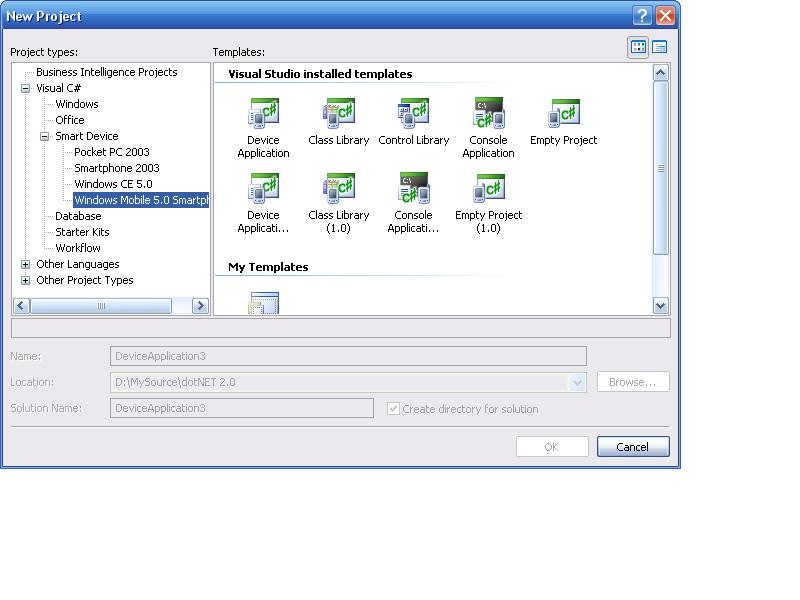 New Project
Project types:
Templates:
Business Intelligence Projects
Visual C#
Windows
Office
Smart Device
Pocket PC 2003
Smartphone 2003
Windows CE 5.0
Windows Mobile 5.0 Smartph
Database
Starter Kits
Workflow
Other Languages
Other Project Types
Visual Studio installed templates
Device Application
Class Library
Control Library
Console Application
Empty Project
Device Applicati...
Class Library (1.0)
Console Applicati...
Empty Project (1.0)
My Templates
Name:
DeviceApplication3
Location:
D:\MySource\dotNET 2.0
Browse...
Solution Name:
DeviceApplication3
Create directory for solution
OK
Cancel